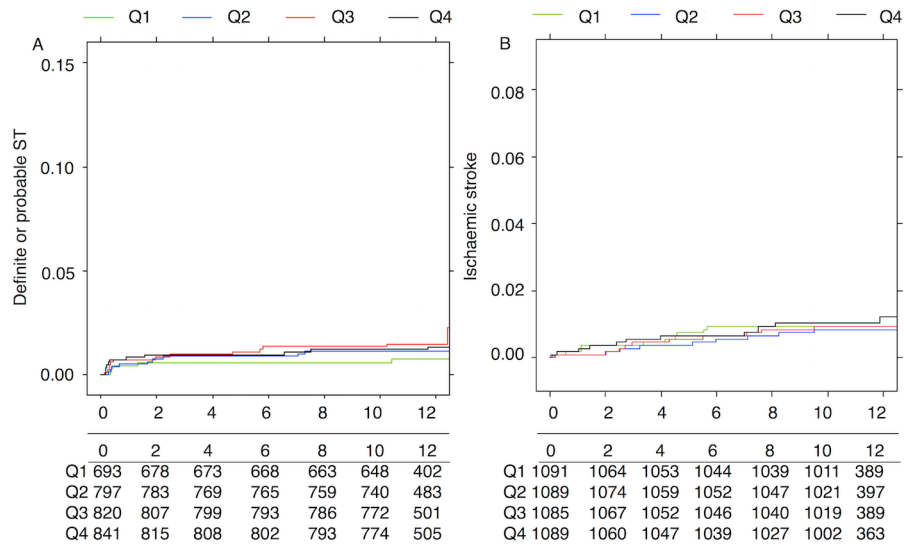 Q1 Q2 Q3 Q4
A
0.15
0.10
0.05
0.00
Definite or probable ST
0 2 4 6 8 10 12
0 2 4 6 8 10 12
Q1 693 678 673 668 663 648 402
Q2 797 783 769 765 759 740 483
Q3 820 807 799 793 786 772 501
Q4 841 815 808 802 793 774 505
Q1 Q2 Q3 Q4
B
0.08
0.06
0.04
0.02
0.00
Ischaemic stroke
0 2 4 6 8 10 12
0 2 4 6 8 10 12
Q1 1091 1064 1053 1044 1039 1011 389
Q2 1089 1074 1059 1052 1047 1021 397
Q3 1085 1067 1052 1046 1040 1019 389
Q4 1089 1060 1047 1039 1027 1002 363